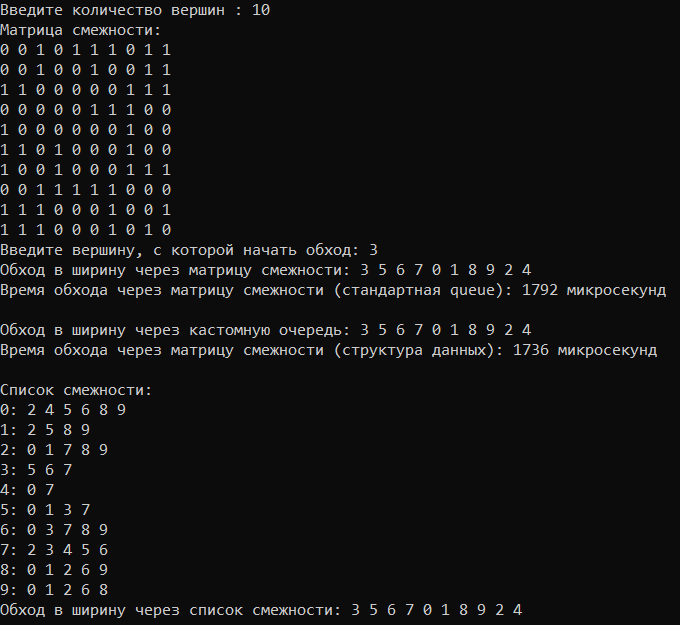 Введите количество вершин : 10
Матрица смежности:
0 0 1 0 1 1 1 0 1 1
0 0 1 0 0 1 0 0 1 1
1 1 0 0 0 0 0 1 1 1
0 0 0 0 0 1 1 1 0 0
1 0 0 0 0 0 0 1 0 0
1 1 0 1 0 0 0 1 0 0
1 0 0 1 0 0 0 1 1 1
0 0 1 1 1 1 1 0 0 0
1 1 1 0 0 0 1 0 0 1
1 1 1 0 0 0 1 0 1 0
Введите вершину, с которой начать обход: 3
Обход в ширину через матрицу смежности: 3 5 6 7 0 1 8 9 2 4
Время обхода через матрицу смежности (стандартная queue): 1792 микросекунд
Обход в ширину через кастомную очередь: 3 5 6 7 0 1 8 9 2 4
Время обхода через матрицу смежности (структура данных): 1736 микросекунд
Список смежности:
0: 2 4 5 6 8 9
1: 2 5 8 9
2: 0 1 7 8 9
3: 5 6 7
4: 0 7
5: 0 1 3 7
6: 0 3 7 8 9
7: 2 3 4 5 6
8: 0 1 2 6 9
9: 0 1 2 6 8
Обход в ширину через список смежности: 3 5 6 7 0 1 8 9 2 4